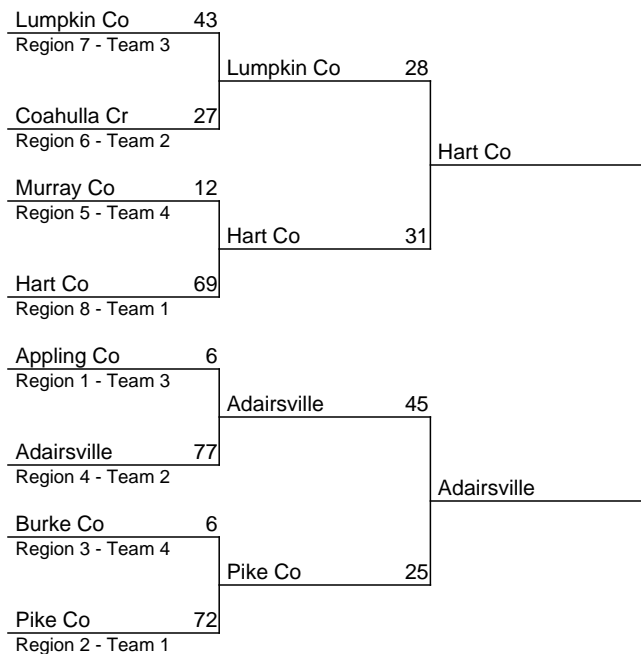 Lumpkin Co 43
Region 7 - Team 3
Lumpkin Co 28
Coahulla Cr 27
Region 6 - Team 2
Hart Co
Murray Co 12
Region 5 - Team 4
Hart Co 31
Hart Co 69
Region 8 - Team 1
Appling Co 6
Region 1 - Team 3
Adairsville 45
Adairsville 77
Region 4 - Team 2
Adairsville
Burke Co 6
Region 3 - Team 4
Pike Co 25
Pike Co 72
Region 2 - Team 1